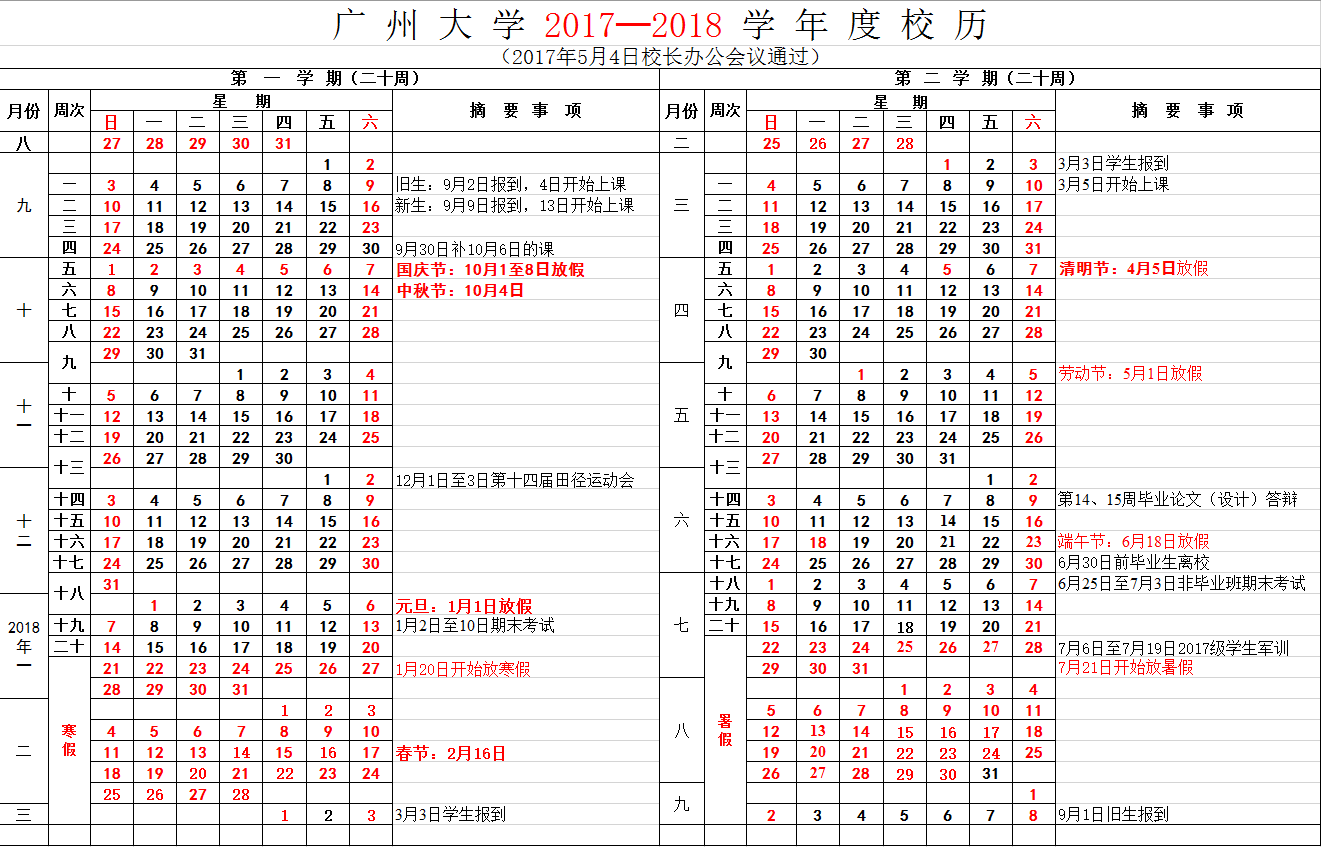 广州大学2017—2018学年度校历
（2017年5月4日校长办公会议通过）
第一学期（二十周） 第二学期（二十周）
月份 周次 星期 摘要事项 月份 周次 星期 摘要事项
日 一 二 三 四 五 六 日 一 二 三 四 五 六
八 27 28 29 30 31 二 25 26 27 28
1 2 1 2 3 3月3日学生报到
一 3 4 5 6 7 8 9 旧生：9月2日报到，4日开始上课 一 4 5 6 7 8 9 10 3月5日开始上课
九 二 10 11 12 13 14 15 16 新生：9月9日报到，13日开始上课 三 二 11 12 13 14 15 16 17
三 17 18 19 20 21 22 23 三 18 19 20 21 22 23 24
四 24 25 26 27 28 29 30 9月30日补10月6日的课 四 25 26 27 28 29 30 31
五 1 2 3 4 5 6 7 国庆节：10月1至8日放假 五 1 2 3 4 5 6 7 清明节：4月5日放假
六 8 9 10 11 12 13 14 中秋节：10月4日 六 8 9 10 11 12 13 14
十 七 15 16 17 18 19 20 21 四 七 15 16 17 18 19 20 21
八 22 23 24 25 26 27 28 八 22 23 24 25 26 27 28
九 29 30 31 九 29 30
1 2 3 4 1 2 3 4 5 劳动节：5月1日放假
十 5 6 7 8 9 10 11 十 6 7 8 9 10 11 12
十一 十一 12 13 14 15 16 17 18 五 十一 13 14 15 16 17 18 19
十二 19 20 21 22 23 24 25 十二 20 21 22 23 24 25 26
十三 26 27 28 29 30 十三 27 28 29 30 31
1 2 12月1日至3日第十四届田径运动会 1 2
十四 3 4 5 6 7 8 9 十四 3 4 5 6 7 8 9 第14、15周毕业论文（设计）答辩
十二 十五 10 11 12 13 14 15 16 六 十五 10 11 12 13 14 15 16
十六 17 18 19 20 21 22 23 十六 17 18 19 20 21 22 23 端午节：6月18日放假
十七 24 25 26 27 28 29 30 十七 24 25 26 27 28 29 30 6月30日前毕业生离校
十八 31 十八 1 2 3 4 5 6 7 6月25日至7月3日非毕业班期末考试
1 2 3 4 5 6 元旦：1月1日放假 十九 8 9 10 11 12 13 14
2018年一 十九 7 8 9 10 11 12 13 1月2日至10日期末考试 七 二十 15 16 17 18 19 20 21
二十 14 15 16 17 18 19 20 22 23 24 25 26 27 28 7月6日至7月19日2017级学生军训
21 22 23 24 25 26 27 1月20日开始放寒假 29 30 31 7月21日开始放暑假
28 29 30 31 1 2 3 4
1 2 3 5 6 7 8 9 10 11
寒假 4 5 6 7 8 9 10 八 暑假 12 13 14 15 16 17 18
二 11 12 13 14 15 16 17 春节：2月16日 19 20 21 22 23 24 25
18 19 20 21 22 23 24 26 27 28 29 30 31
25 26 27 28 1
三 1 2 3 3月3日学生报到 九 2 3 4 5 6 7 8 9月1日旧生报到